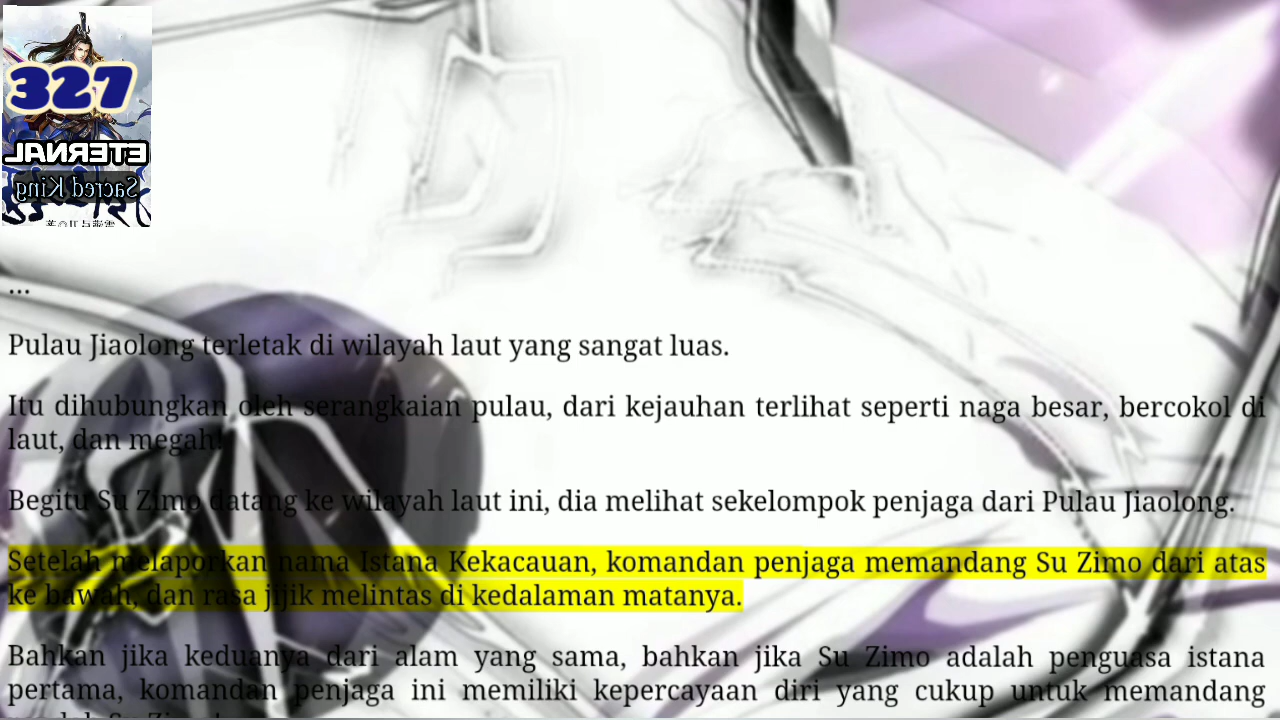 327
ETERNAL
Sacred King
...
Pulau Jiaolong terletak di wilayah laut yang sangat luas.
Itu dihubungkan oleh serangkaian pulau, dari kejauhan terlihat seperti naga besar, bercokol di
laut, dan megah!
Begitu Su Zimo datang ke wilayah laut ini, dia melihat sekelompok penjaga dari Pulau Jiaolong.
Setelah melaporkan nama Istana Kekacauan, komandan penjaga memandang Su Zimo dari atas
ke bawah, dan rasa jijik melintas di kedalaman matanya.
Bahkan jika keduanya dari alam yang sama, bahkan jika Su Zimo adalah penguasa istana
pertama, komandan penjaga ini memiliki kepercayaan diri yang cukup untuk memandang